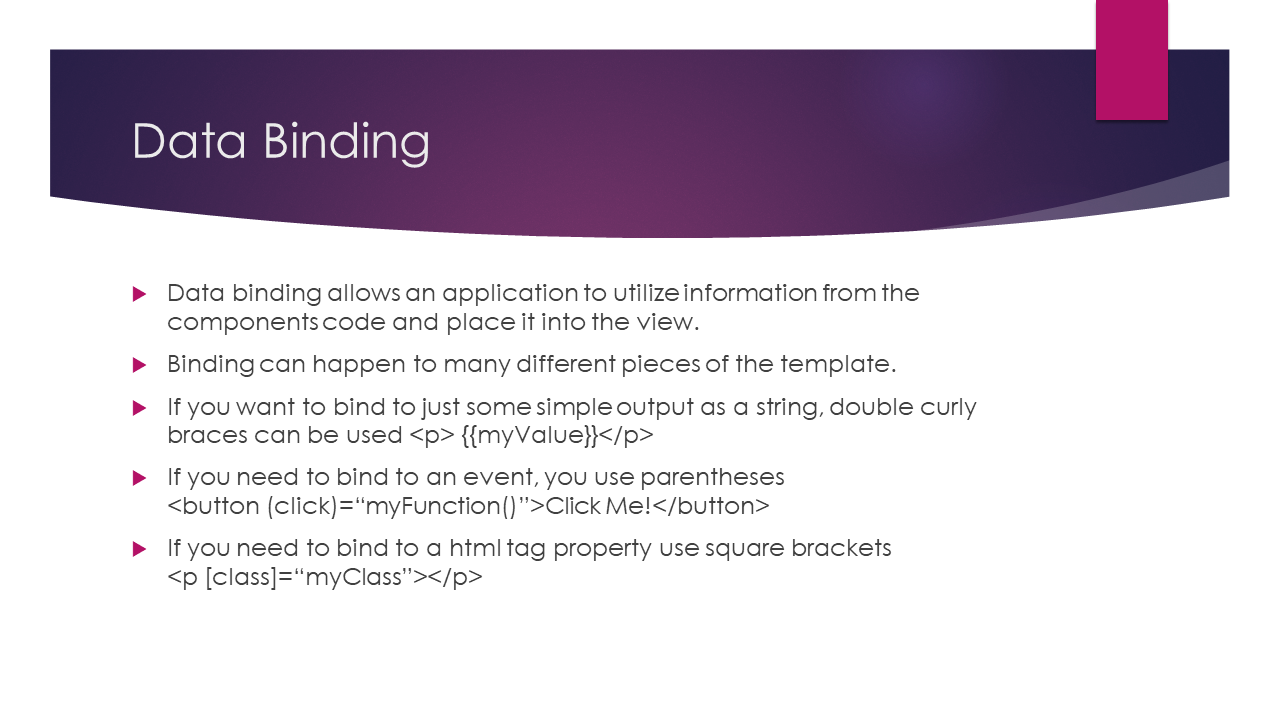 Data Binding
Data binding allows an application to utilize information from the
components code and place it into the view.
Binding can happen to many different pieces of the template.
If you want to bind to just some simple output as a string, double curly
braces can be used <p> {{myValue}}</p>
If you need to bind to an event, you use parentheses
<button (click)=“myFunction()”>Click Me!</button>
If you need to bind to a html tag property use square brackets
<p [class]=“myClass”></p>